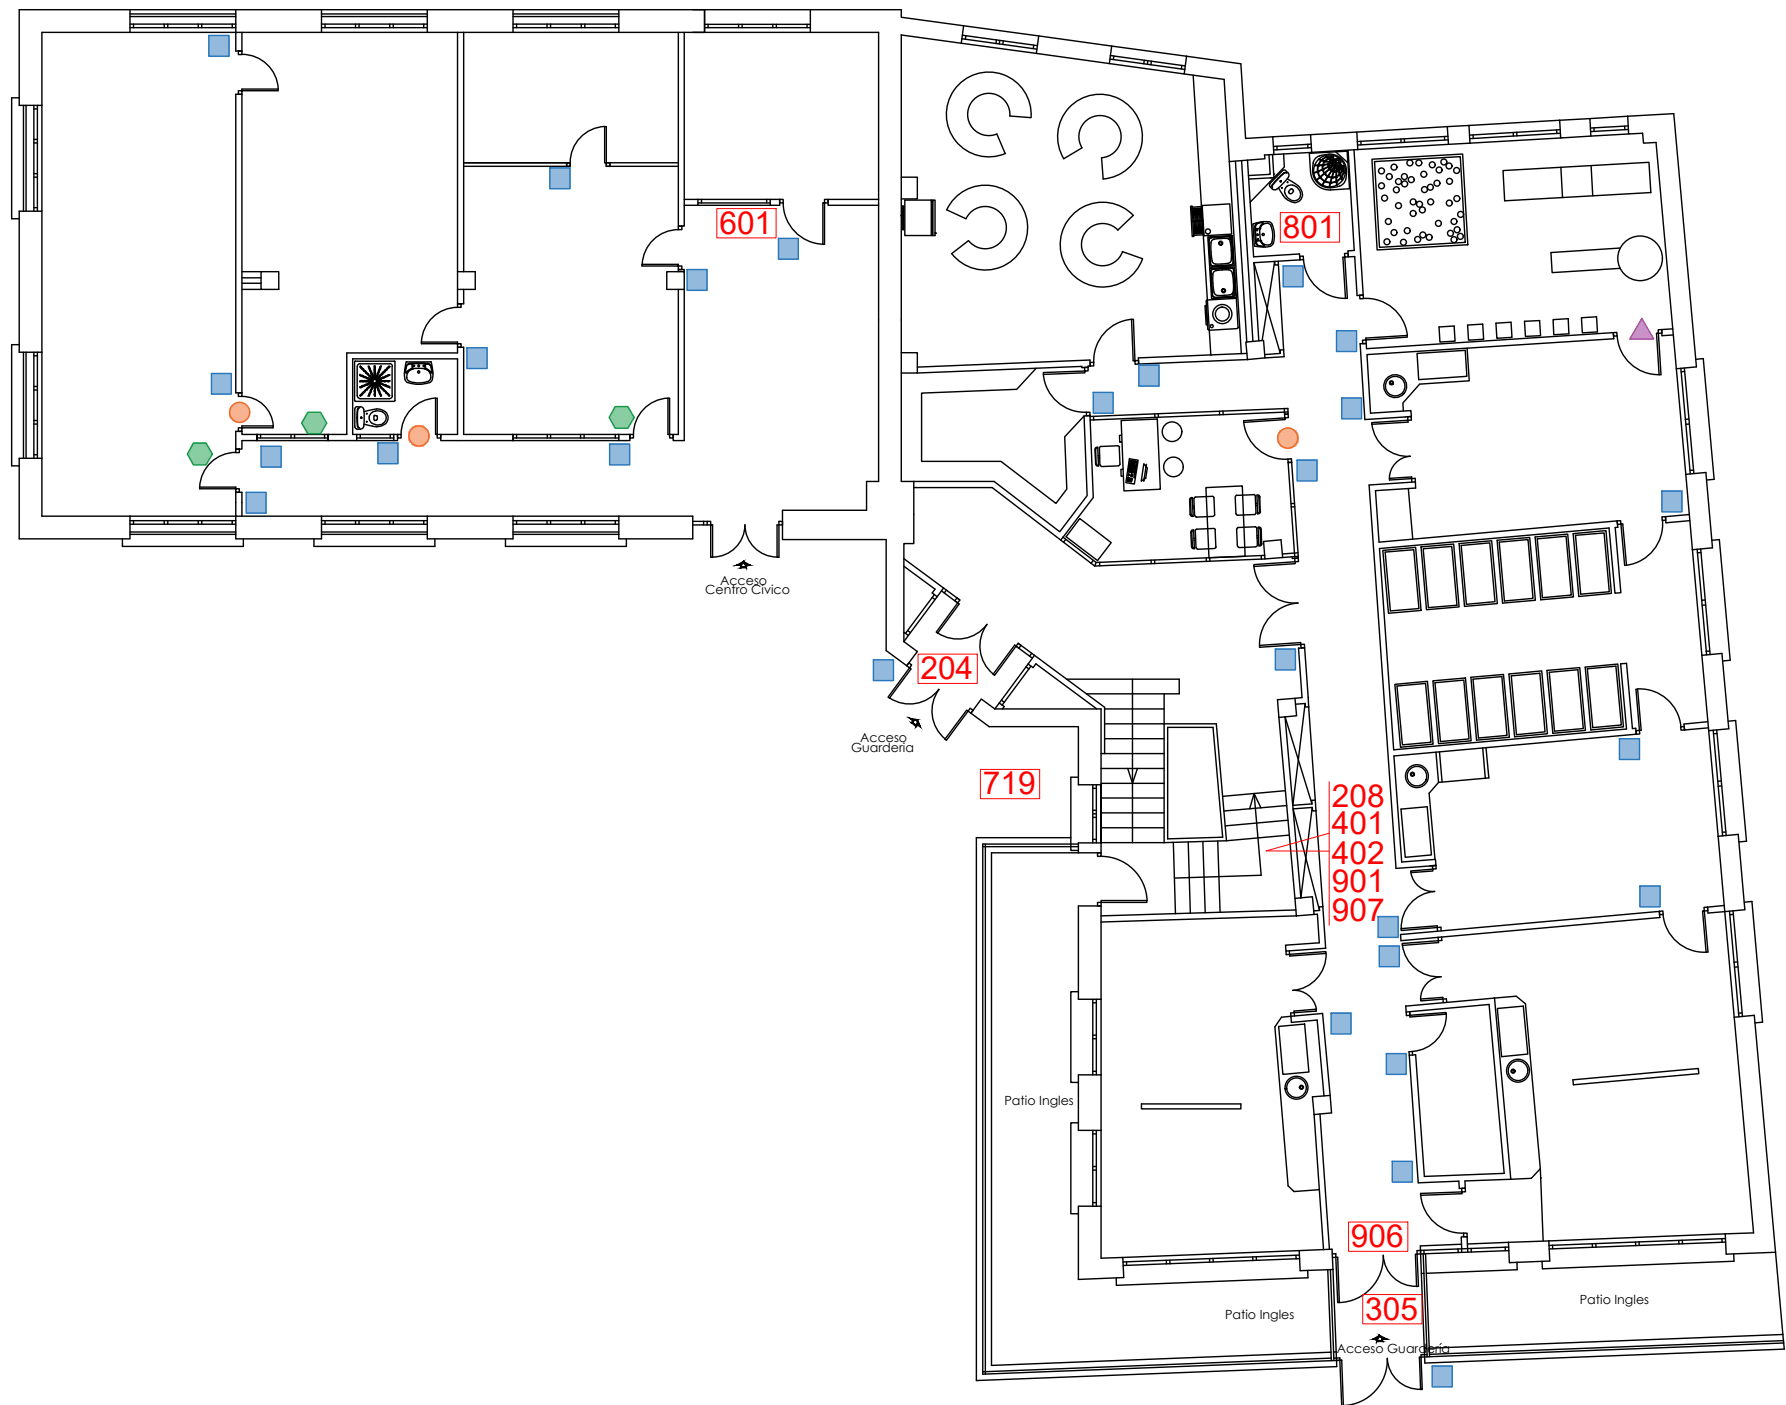 601
801
Acceso
Centro Civico
204
Acceso
Guarderia
719
208
401
402
901
907
Patio Ingles
906
Patio Ingles
305
Patio Ingles
Acceso Guardería